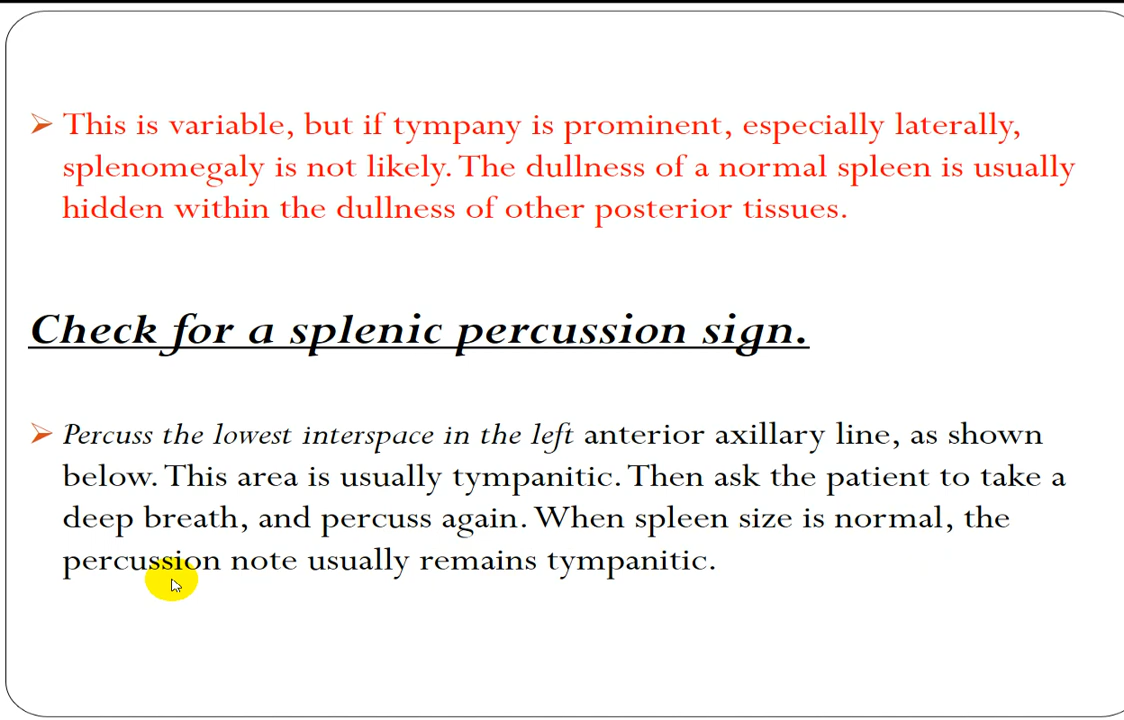 This is variable, but if tympany is prominent, especially laterally,
splenomegaly is not likely. The dullness of a normal spleen is usually
hidden within the dullness of other posterior tissues.
Check for a splenic percussion sign.
Percuss the lowest interspace in the left anterior axillary line, as shown
below. This area is usually tympanitic. Then ask the patient to take a
deep breath, and percuss again. When spleen size is normal, the
percussion note usually remains tympanitic.